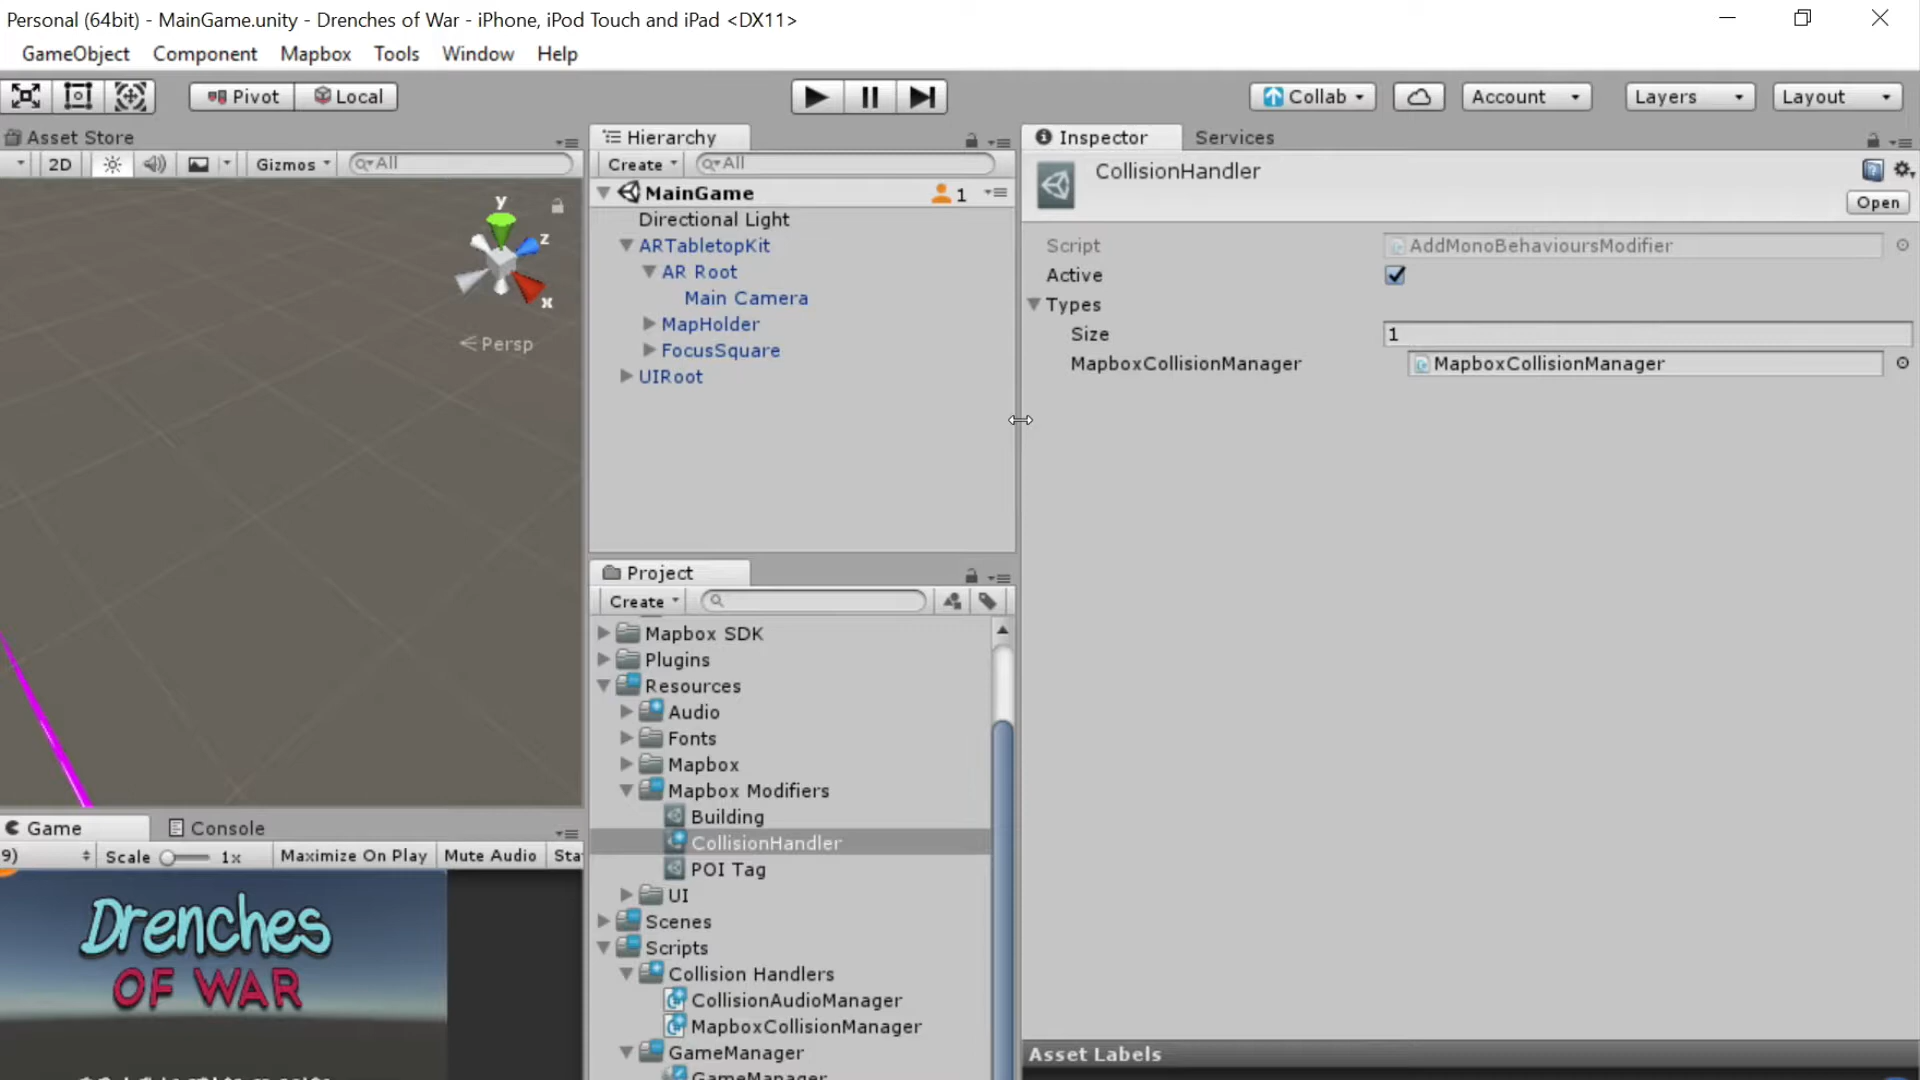 Personal (64bit) - MainGame.unity - Drenches of War - iPhone, iPod Touch and iPad <DX11>
GameObject Component Mapbox Tools Window Help
Pivot Local Collab Account Layers Layout
Asset Store
2D Gizmos All
y
z
x
Persp
Hierarchy
Create All
MainGame 1
Directional Light
ARTabletopKit
AR Root
Main Camera
MapHolder
FocusSquare
UIRoot
Project
Create
Mapbox SDK
Plugins
Resources
Audio
Fonts
Mapbox
Mapbox Modifiers
Building
CollisionHandler
POI Tag
UI
Scenes
Scripts
Collision Handlers
CollisionAudioManager
MapboxCollisionManager
GameManager
GameManager
Inspector Services
CollisionHandler
Open
Script AddMonoBehavioursModifier
Active
Types
Size 1
MapboxCollisionManager MapboxCollisionManager
Asset Labels
Game Console
9) Scale 1x Maximize On Play Mute Audio Sta
Drenches
OF WAR